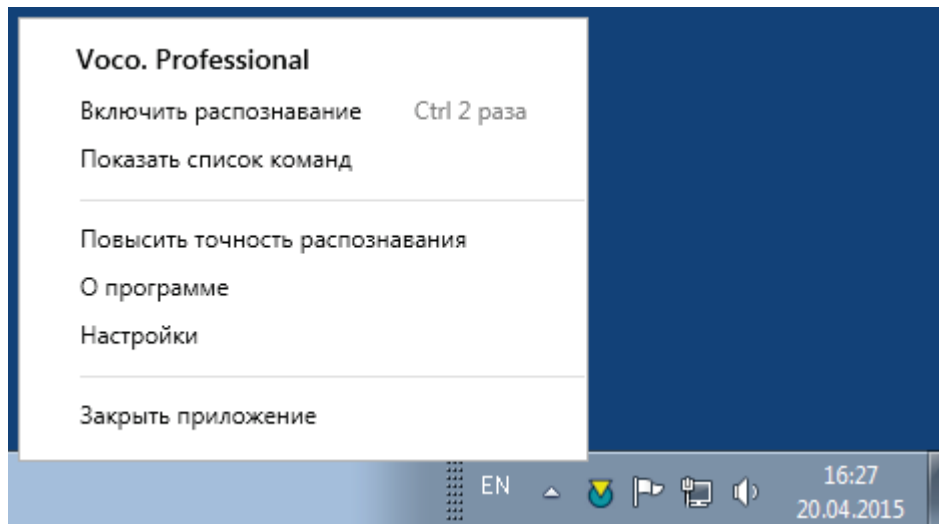 Voco. Professional
Включить распознавание Ctrl 2 раза
Показать список команд
Повысить точность распознавания
О программе
Настройки
Закрыть приложение
EN
16:27
20.04.2015